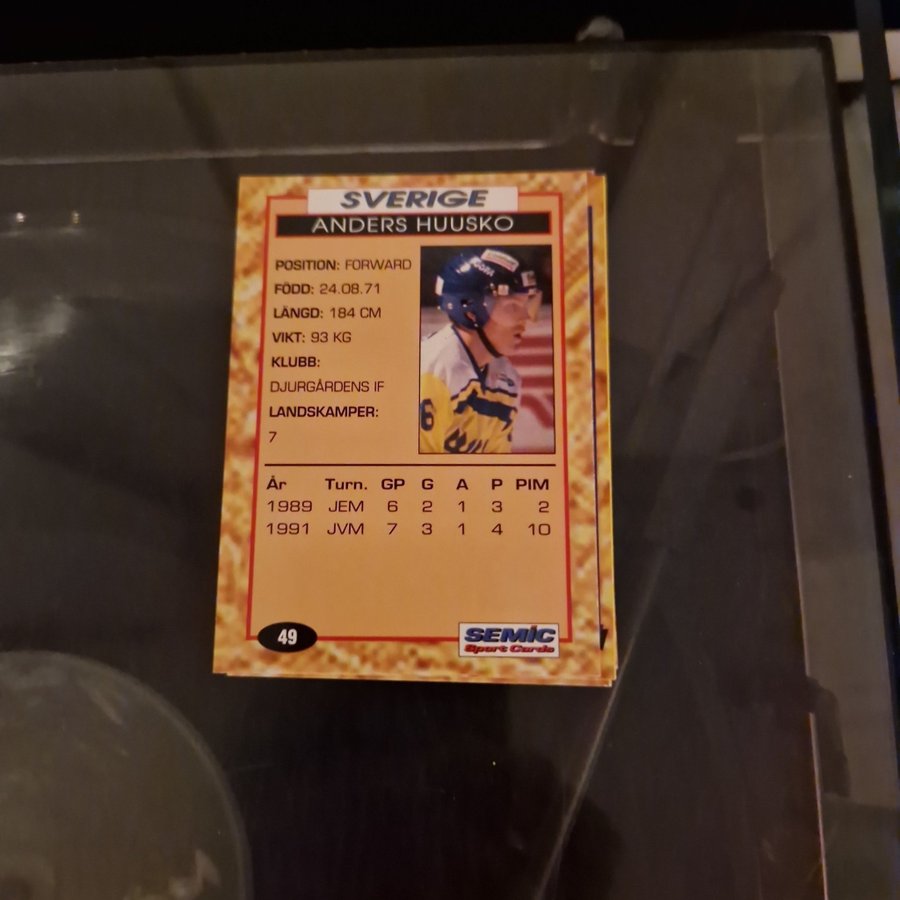 SVERIGE
ANDERS HUUSKO
POSITION: FORWARD
FÖDD: 24.08.71
LÄNGD: 184 CM
VIKT: 93 KG
KLUBB:
DJURGÅRDENS IF
LANDSKAMPER:
7
År Turn. GP G A P PIM
1989 JEM 6 2 1 3 2
1991 JVM 7 3 1 4 10
49
SEMIC
Sport Cards